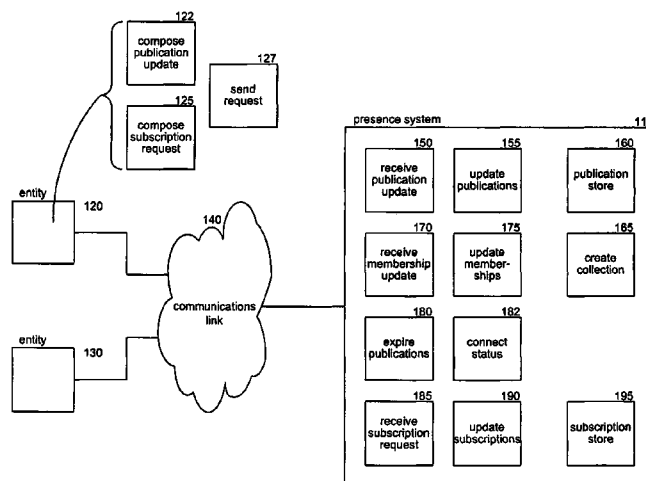 122
compose
publication
update
127
send
request
125
compose
subscription
request
presence system
11
150
receive
publication
update
155
update
publications
160
publication
store
entity
120
140
communications
link
170
receive
membership
update
175
update
member-
ships
165
create
collection
180
expire
publications
182
connect
status
entity
130
185
receive
subscription
request
190
update
subscriptions
195
subscription
store